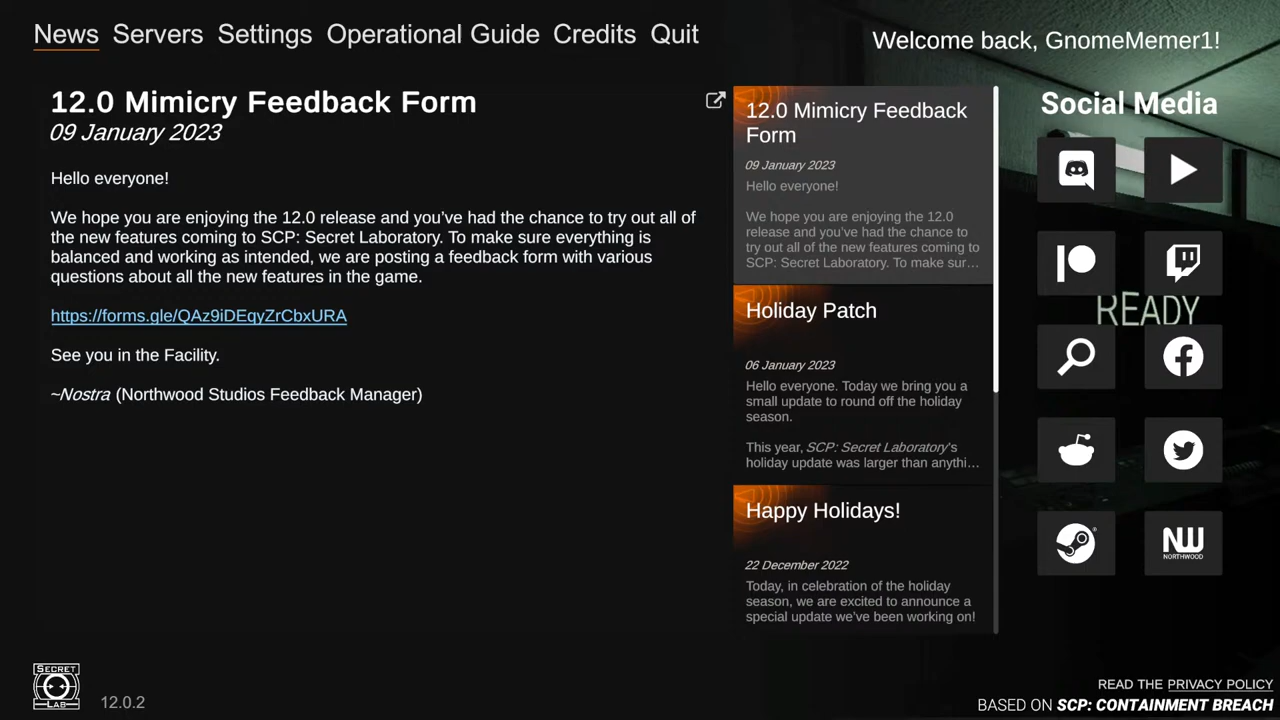 News Servers Settings Operational Guide Credits Quit
Welcome back, GnomeMemer1!
12.0 Mimicry Feedback Form
09 January 2023
Hello everyone!
We hope you are enjoying the 12.0 release and you've had the chance to try out all of
the new features coming to SCP: Secret Laboratory. To make sure everything is
balanced and working as intended, we are posting a feedback form with various
questions about all the new features in the game.
https://forms.gle/QAz9iDEqyZrCbxURA
See you in the Facility.
~Nostra (Northwood Studios Feedback Manager)
12.0 Mimicry Feedback
Form
09 January 2023
Hello everyone!
We hope you are enjoying the 12.0
release and you've had the chance to
try out all of the new features coming to
SCP: Secret Laboratory. To make sur...
Holiday Patch
06 January 2023
Hello everyone. Today we bring you a
small update to round off the holiday
season.
This year, SCP: Secret Laboratory's
holiday update was larger than anythi...
Happy Holidays!
22 December 2022
Today, in celebration of the holiday
season, we are excited to announce a
special update we've been working on!
Social Media
READY
NW
NORTHWOOD
SECRET
LAB
12.0.2
READ THE PRIVACY POLICY
BASED ON SCP: CONTAINMENT BREACH